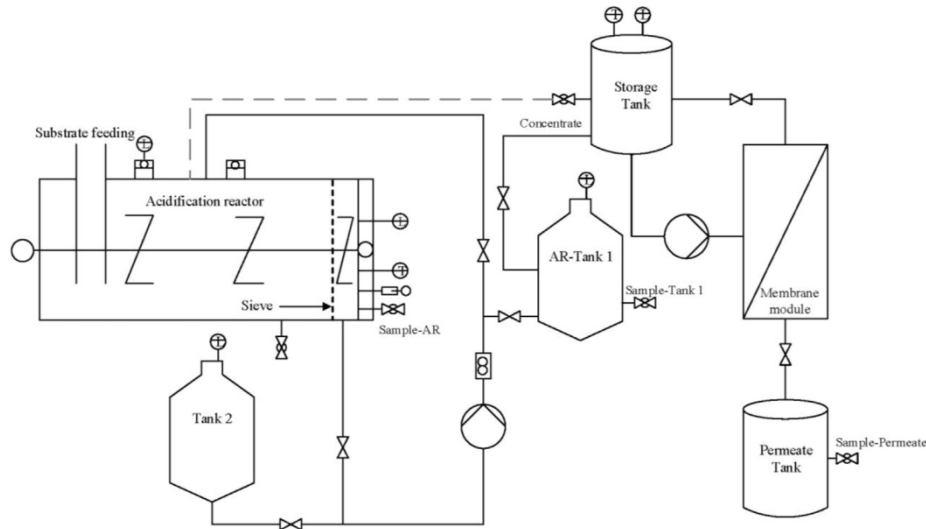 Storage
Tank
Concentrate
Substrate feeding
Acidification reactor
AR-Tank 1
Sample-Tank 1
Membrane
module
Sieve
Sample-AR
Tank 2
Permeate
Tank
Sample-Permeate